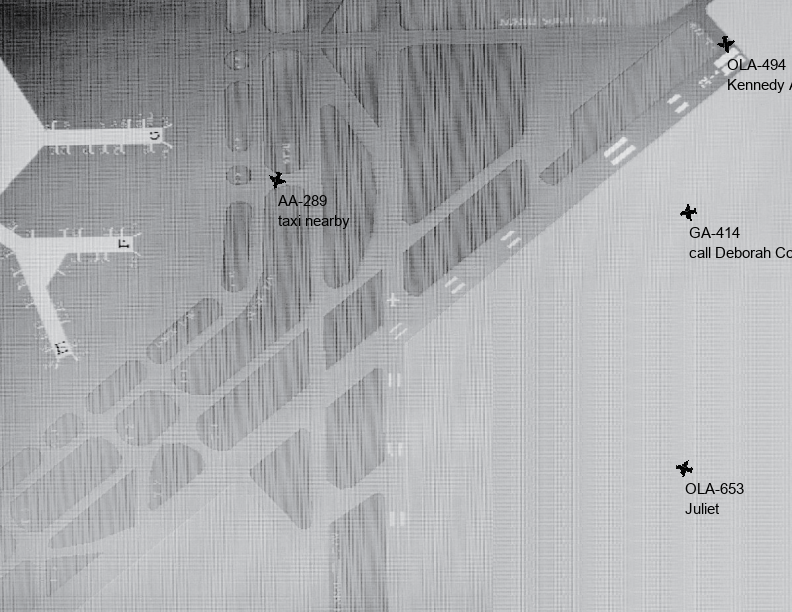 OLA-494
Kennedy A
AA-289
taxi nearby
GA-414
call Deborah Co
OLA-653
Juliet
G
F